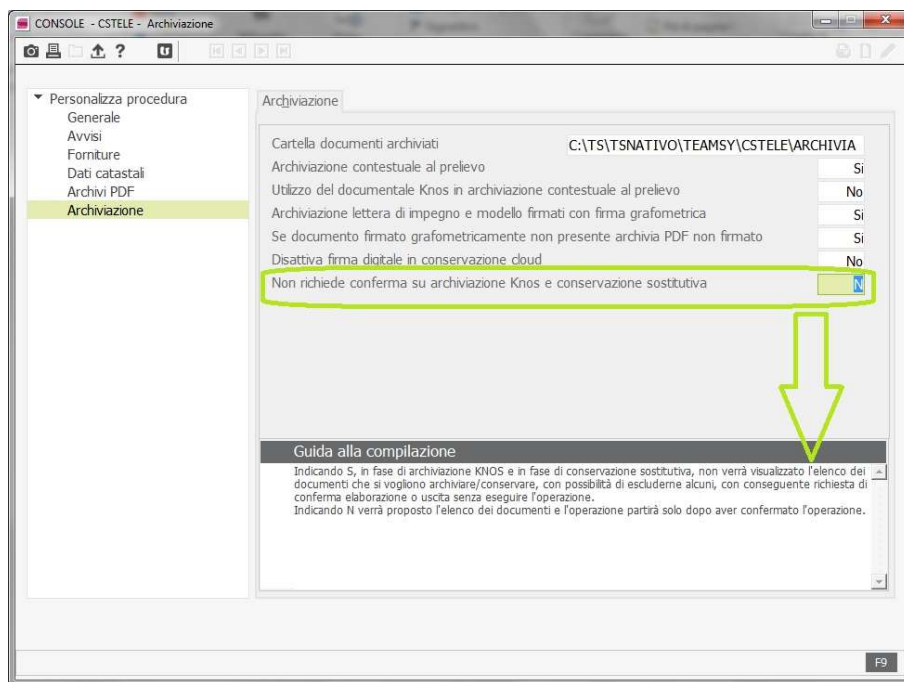 CONSOLE - CSTELE - Archiviazione
?
U
Personalizza procedura
Generale
Avvisi
Forniture
Dati catastali
Archivi PDF
Archiviazione
Archiviazione
Cartella documenti archiviati C:\TS\TSNATIVO\TEAMSY\CSTELE\ARCHIVIA
Archiviazione contestuale al prelievo Si
Utilizzo del documentale Knos in archiviazione contestuale al prelievo No
Archiviazione lettera di impegno e modello firmati con firma grafometrica Si
Se documento firmato grafometricamente non presente archivia PDF non firmato Si
Disattiva firma digitale in conservazione cloud No
Non richiede conferma su archiviazione Knos e conservazione sostitutiva N
Guida alla compilazione
Indicando S, in fase di archiviazione KNOS e in fase di conservazione sostitutiva, non verrà visualizzato l'elenco dei
documenti che si vogliono archiviare/conservare, con possibilità di escluderne alcuni, con conseguente richiesta di
conferma elaborazione o uscita senza eseguire l'operazione.
Indicando N verrà proposto l'elenco dei documenti e l'operazione partirà solo dopo aver confermato l'operazione.
F9